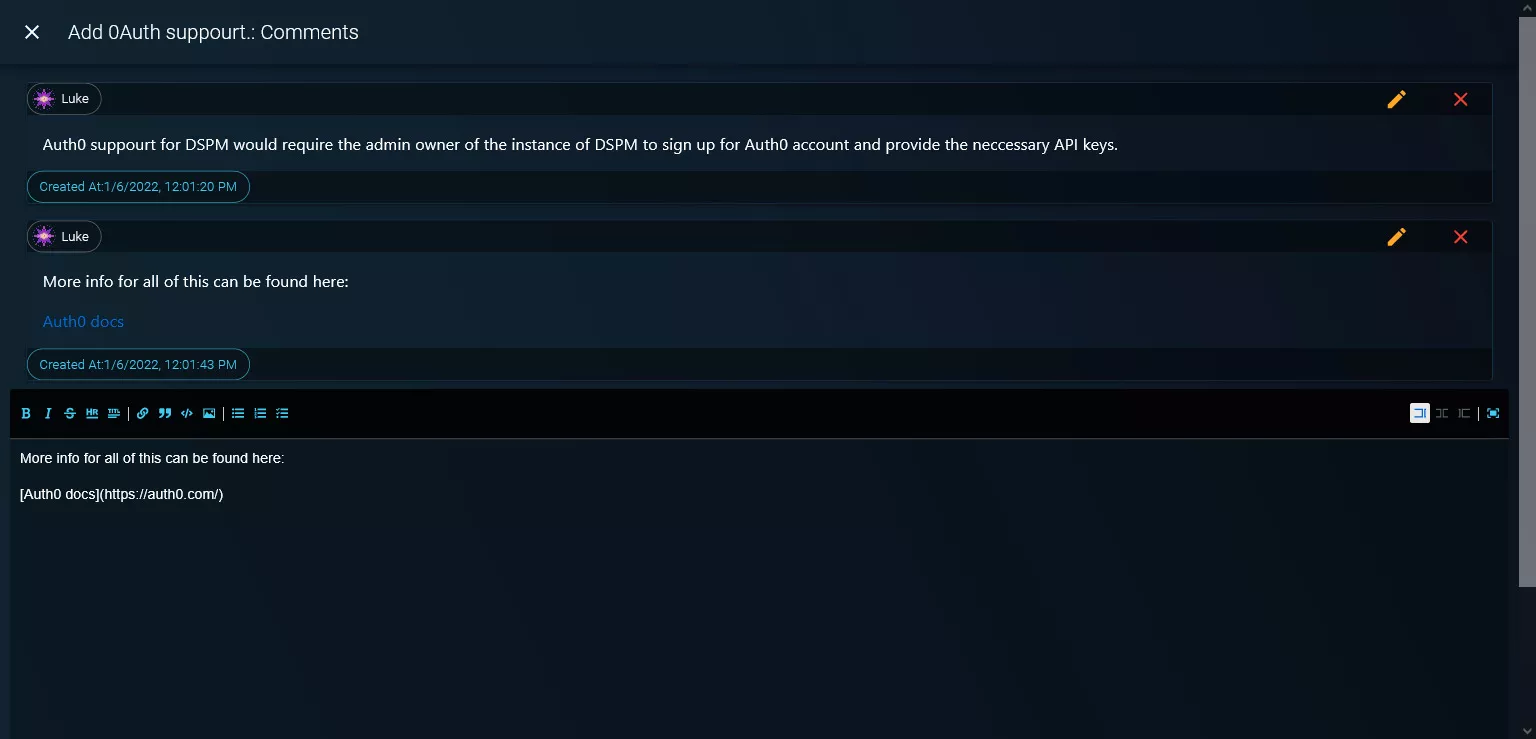 Add 0Auth suppourt.: Comments
Luke
Auth0 suppourt for DSPM would require the admin owner of the instance of DSPM to sign up for Auth0 account and provide the neccessary API keys.
Created At:1/6/2022, 12:01:20 PM
Luke
More info for all of this can be found here:
Auth0 docs
Created At:1/6/2022, 12:01:43 PM
B I S HR TITL
More info for all of this can be found here:
[Auth0 docs](https://auth0.com/)